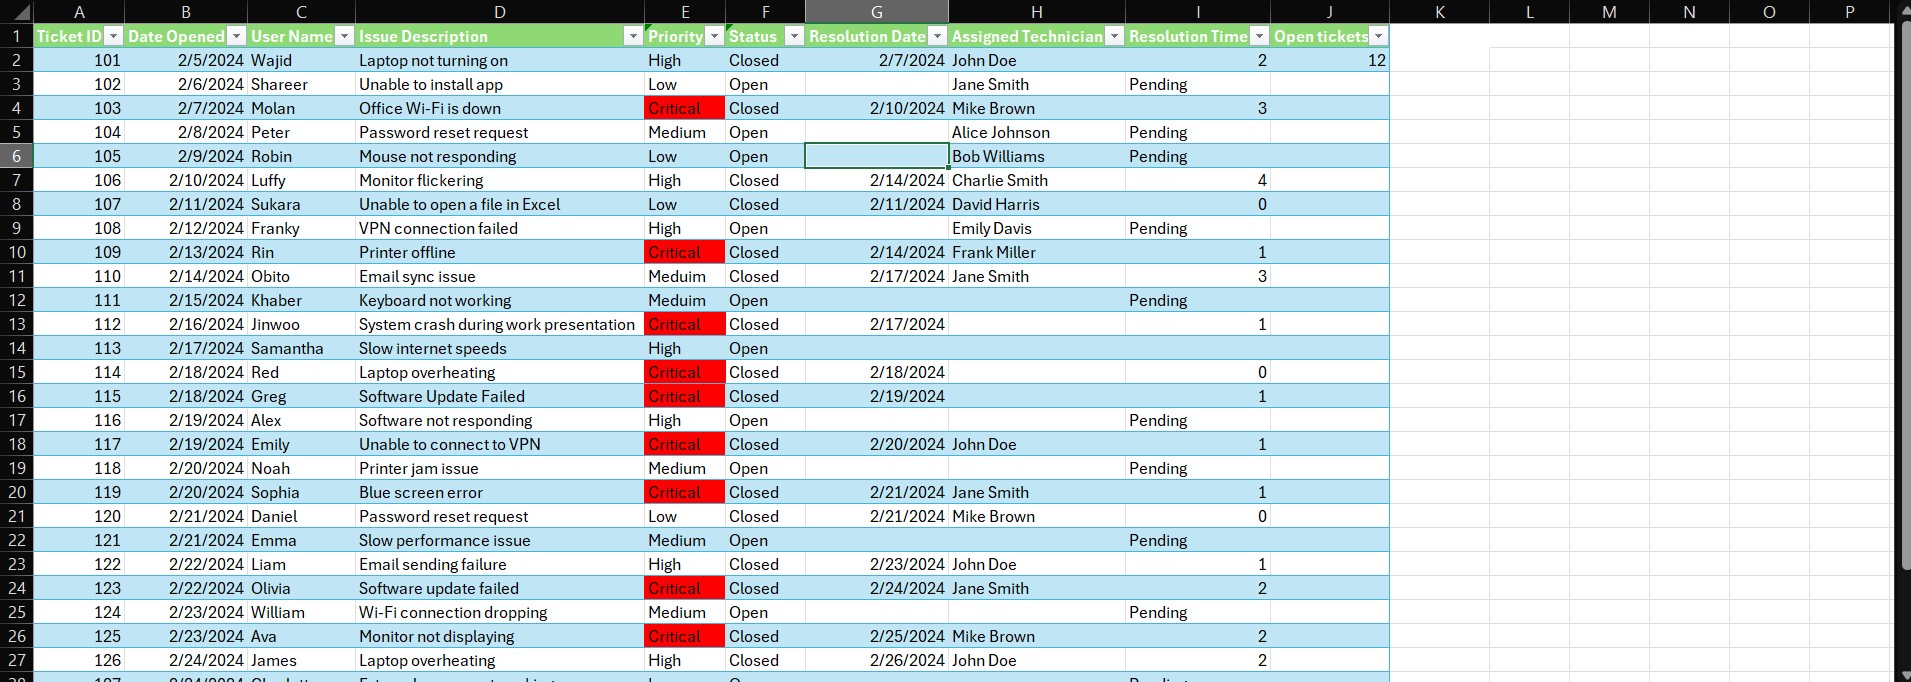 A B C D E F G H I J K L M N O P
1 Ticket ID Date Opened User Name Issue Description Priority Status Resolution Date Assigned Technician Resolution Time Open tickets
2 101 2/5/2024 Wajid Laptop not turning on High Closed 2/7/2024 John Doe 2 12
3 102 2/6/2024 Shareer Unable to install app Low Open Jane Smith Pending
4 103 2/7/2024 Molan Office Wi-Fi is down Critical Closed 2/10/2024 Mike Brown 3
5 104 2/8/2024 Peter Password reset request Medium Open Alice Johnson Pending
6 105 2/9/2024 Robin Mouse not responding Low Open Bob Williams Pending
7 106 2/10/2024 Luffy Monitor flickering High Closed 2/14/2024 Charlie Smith 4
8 107 2/11/2024 Sukara Unable to open a file in Excel Low Closed 2/11/2024 David Harris 0
9 108 2/12/2024 Franky VPN connection failed High Open Emily Davis Pending
10 109 2/13/2024 Rin Printer offline Critical Closed 2/14/2024 Frank Miller 1
11 110 2/14/2024 Obito Email sync issue Meduim Closed 2/17/2024 Jane Smith 3
12 111 2/15/2024 Khaber Keyboard not working Meduim Open Pending
13 112 2/16/2024 Jinwoo System crash during work presentation Critical Closed 2/17/2024 1
14 113 2/17/2024 Samantha Slow internet speeds High Open
15 114 2/18/2024 Red Laptop overheating Critical Closed 2/18/2024 0
16 115 2/18/2024 Greg Software Update Failed Critical Closed 2/19/2024 1
17 116 2/19/2024 Alex Software not responding High Open Pending
18 117 2/19/2024 Emily Unable to connect to VPN Critical Closed 2/20/2024 John Doe 1
19 118 2/20/2024 Noah Printer jam issue Medium Open Pending
20 119 2/20/2024 Sophia Blue screen error Critical Closed 2/21/2024 Jane Smith 1
21 120 2/21/2024 Daniel Password reset request Low Closed 2/21/2024 Mike Brown 0
22 121 2/21/2024 Emma Slow performance issue Medium Open Pending
23 122 2/22/2024 Liam Email sending failure High Closed 2/23/2024 John Doe 1
24 123 2/22/2024 Olivia Software update failed Critical Closed 2/24/2024 Jane Smith 2
25 124 2/23/2024 William Wi-Fi connection dropping Medium Open Pending
26 125 2/23/2024 Ava Monitor not displaying Critical Closed 2/25/2024 Mike Brown 2
27 126 2/24/2024 James Laptop overheating High Closed 2/26/2024 John Doe 2